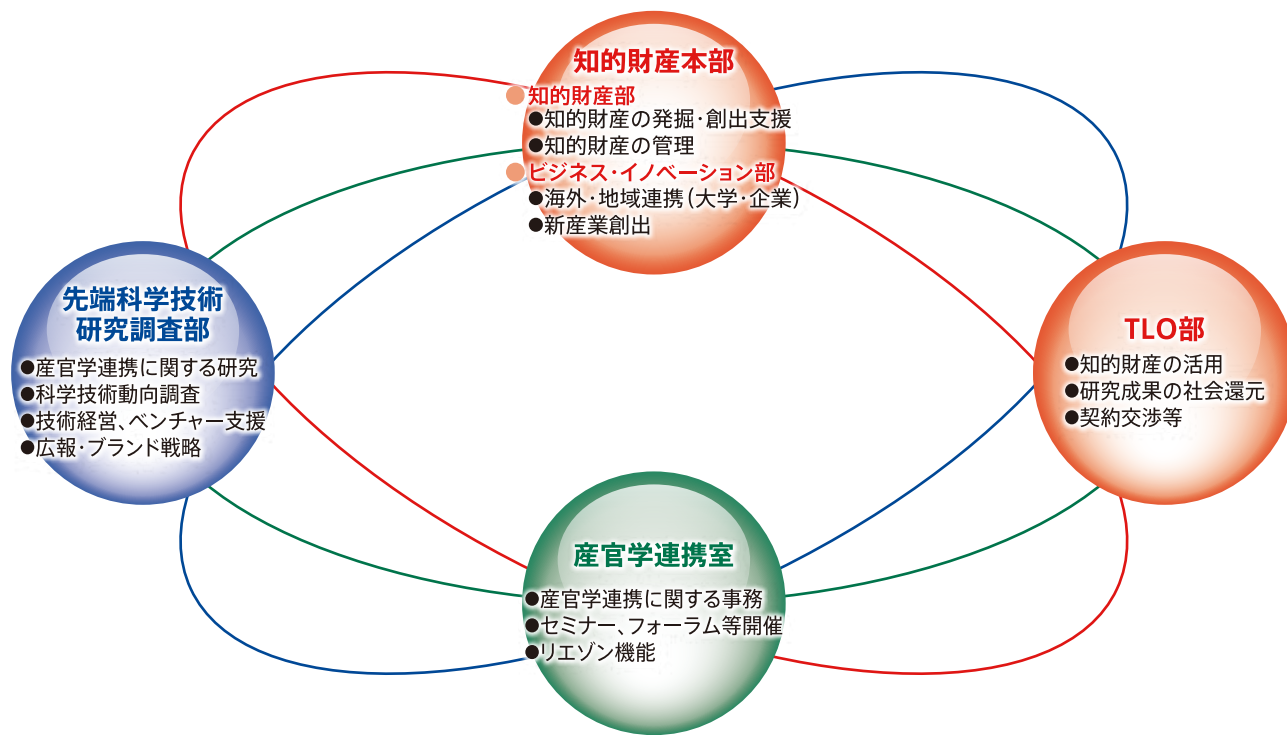 知的財産本部
知的財産部
●知的財産の発掘・創出支援
●知的財産の管理
ビジネス・イノベーション部
●海外・地域連携(大学・企業)
●新産業創出
先端科学技術
研究調査部
●産官学連携に関する研究
●科学技術動向調査
●技術経営、ベンチャー支援
●広報・ブランド戦略
TLO部
●知的財産の活用
●研究成果の社会還元
●契約交渉等
産官学連携室
●産官学連携に関する事務
●セミナー、フォーラム等開催
●リエゾン機能